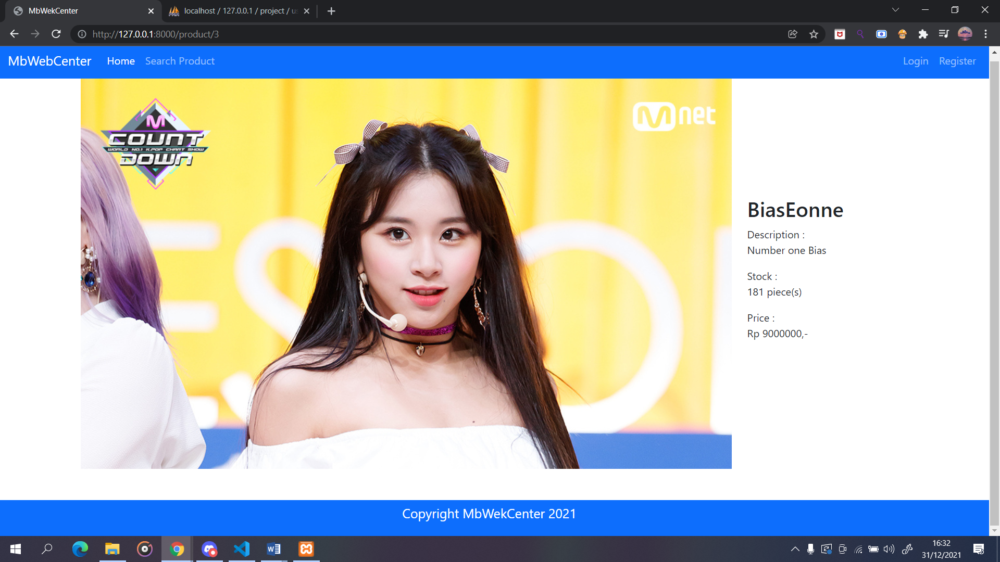 MbWekCenter
localhost / 127.0.0.1 / project / us
http://127.0.0.1:8000/product/3
MbWebCenter Home Search Product Login Register
M
COUNT
WORLD NO.1 K-POP CHART SHOW
DOWN
Mnet
BiasEonne
Description :
Number one Bias
Stock :
181 piece(s)
Price :
Rp 9000000,-
Copyright MbWekCenter 2021
16:32
31/12/2021